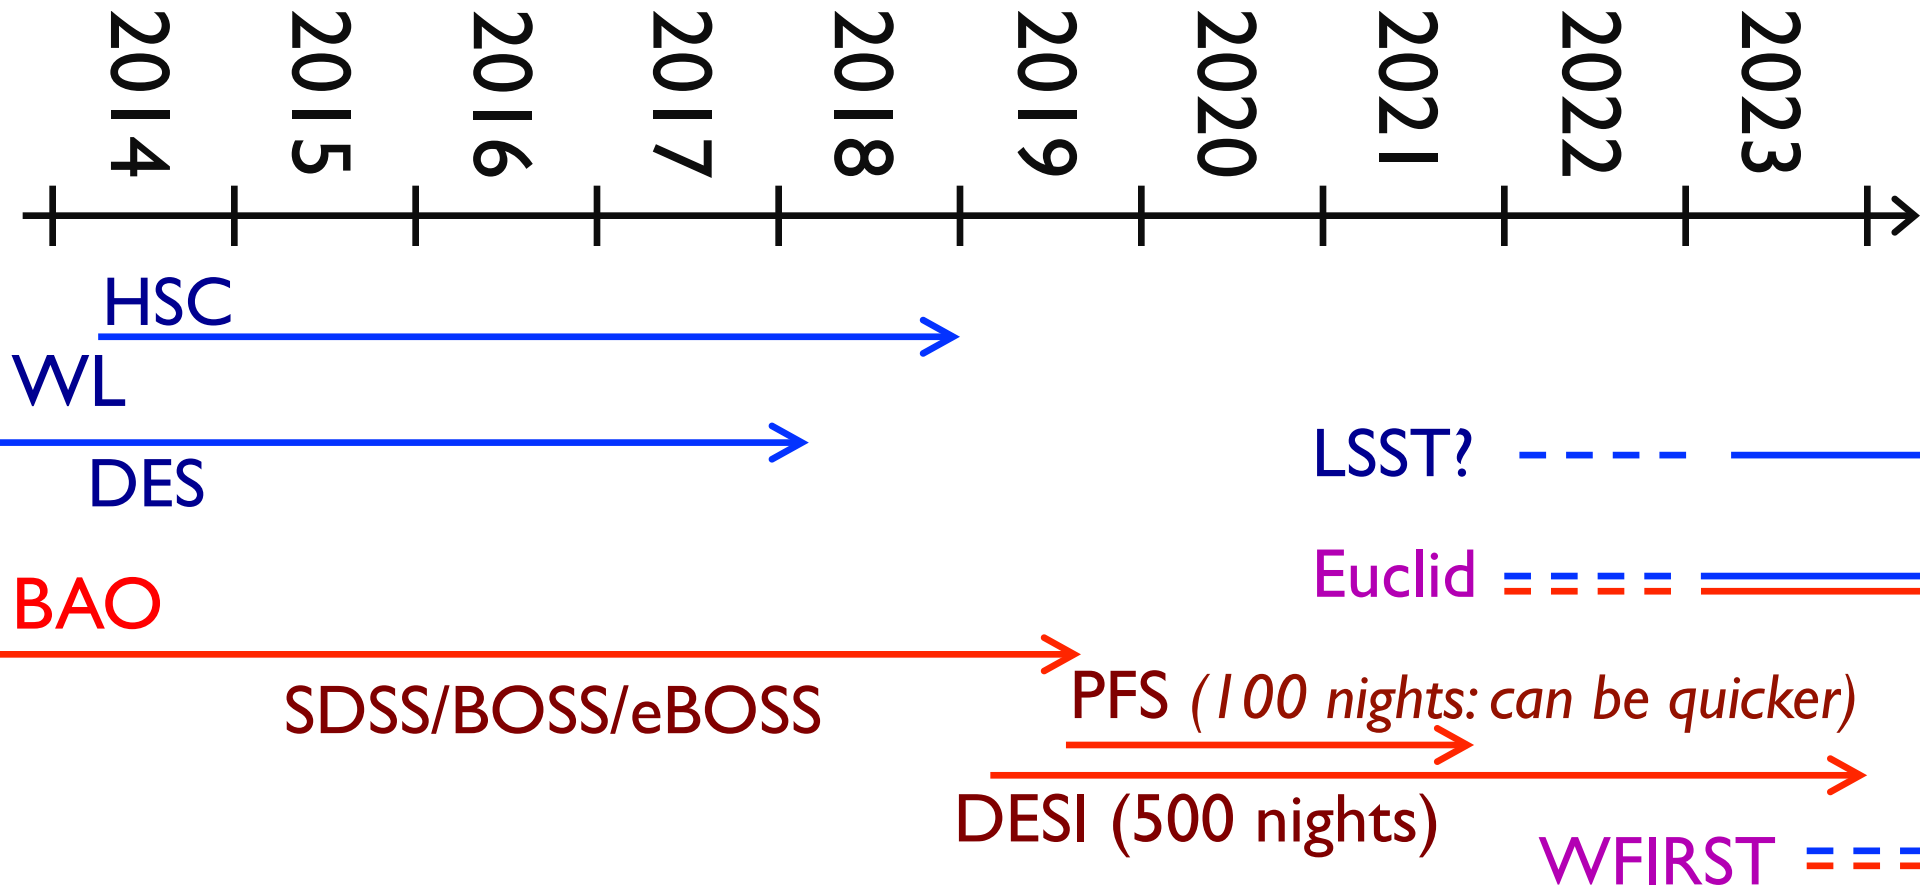 2014 2015 2016 2017 2018 2019 2020 2021 2022 2023
HSC
WL
DES
LSST?
Euclid
BAO
SDSS/BOSS/eBOSS
PFS (100 nights: can be quicker)
DESI (500 nights)
WFIRST